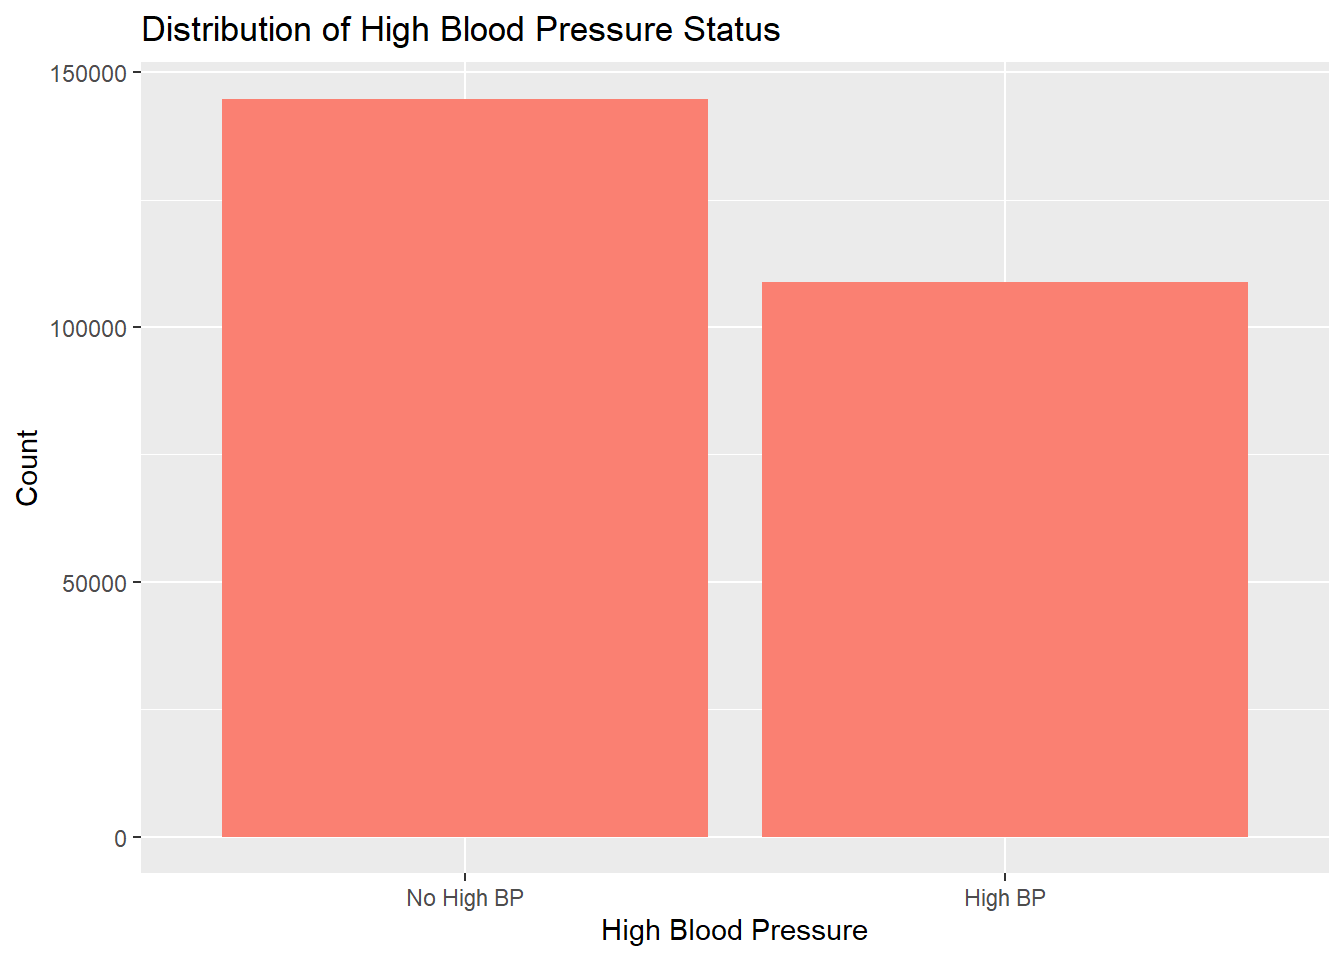 Distribution of High Blood Pressure Status
150000
100000
50000
0
Count
No High BP
High BP
High Blood Pressure